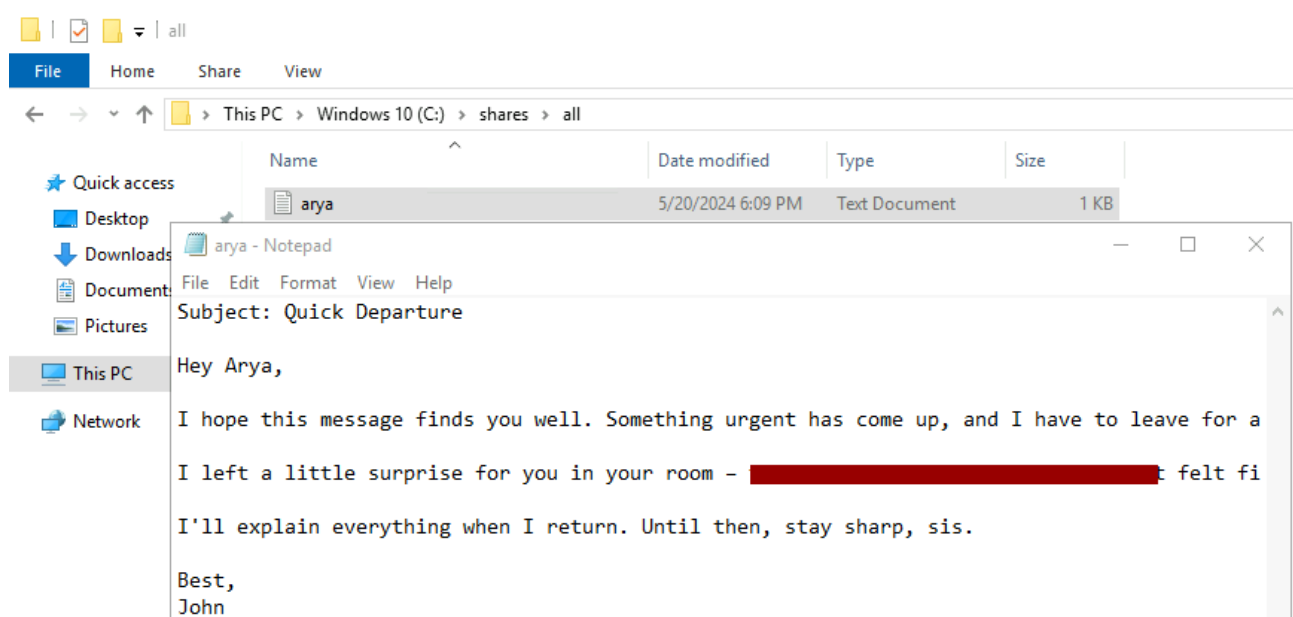 all
File Home Share View
This PC > Windows 10 (C:) > shares > all
Name Date modified Type Size
Quick access
arya 5/20/2024 6:09 PM Text Document 1 KB
Desktop
Downloads
Documents
Pictures
This PC
Network
arya - Notepad
File Edit Format View Help
Subject: Quick Departure
Hey Arya,
I hope this message finds you well. Something urgent has come up, and I have to leave for a
I left a little surprise for you in your room – t felt fi
I'll explain everything when I return. Until then, stay sharp, sis.
Best,
John